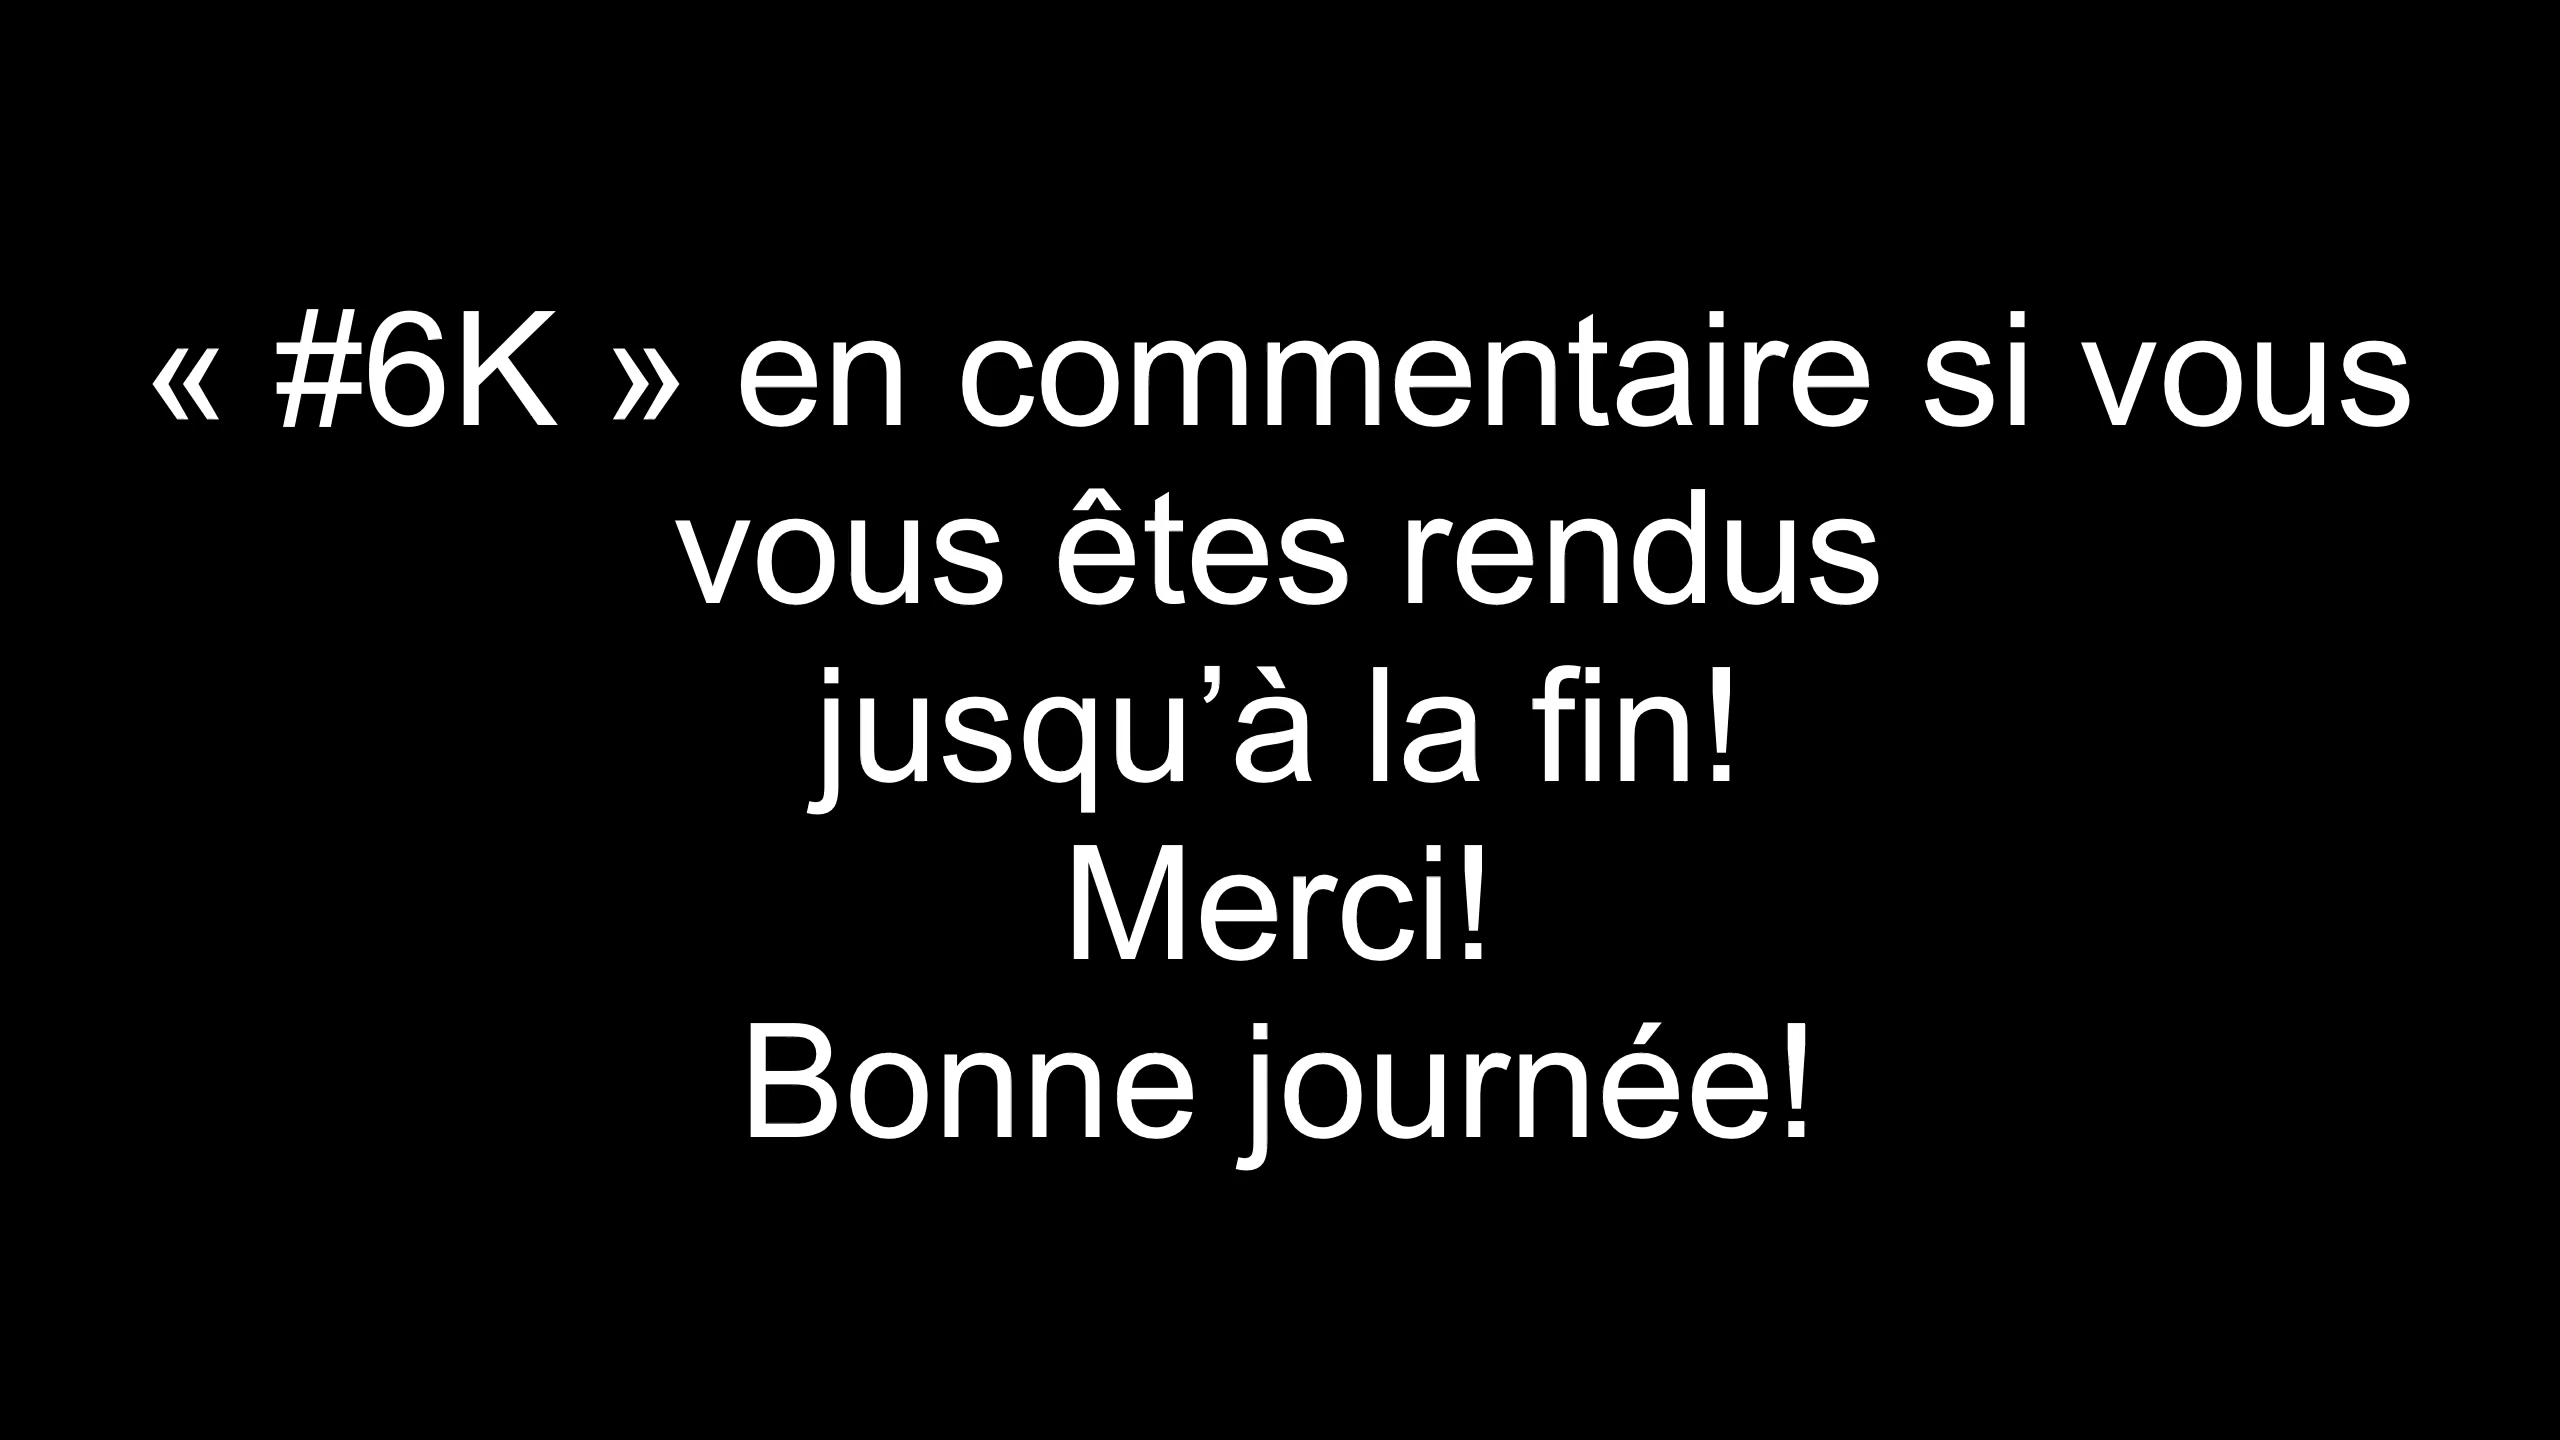 « #6K » en commentaire si vous
vous êtes rendus
jusqu’à la fin!
Merci!
Bonne journée!